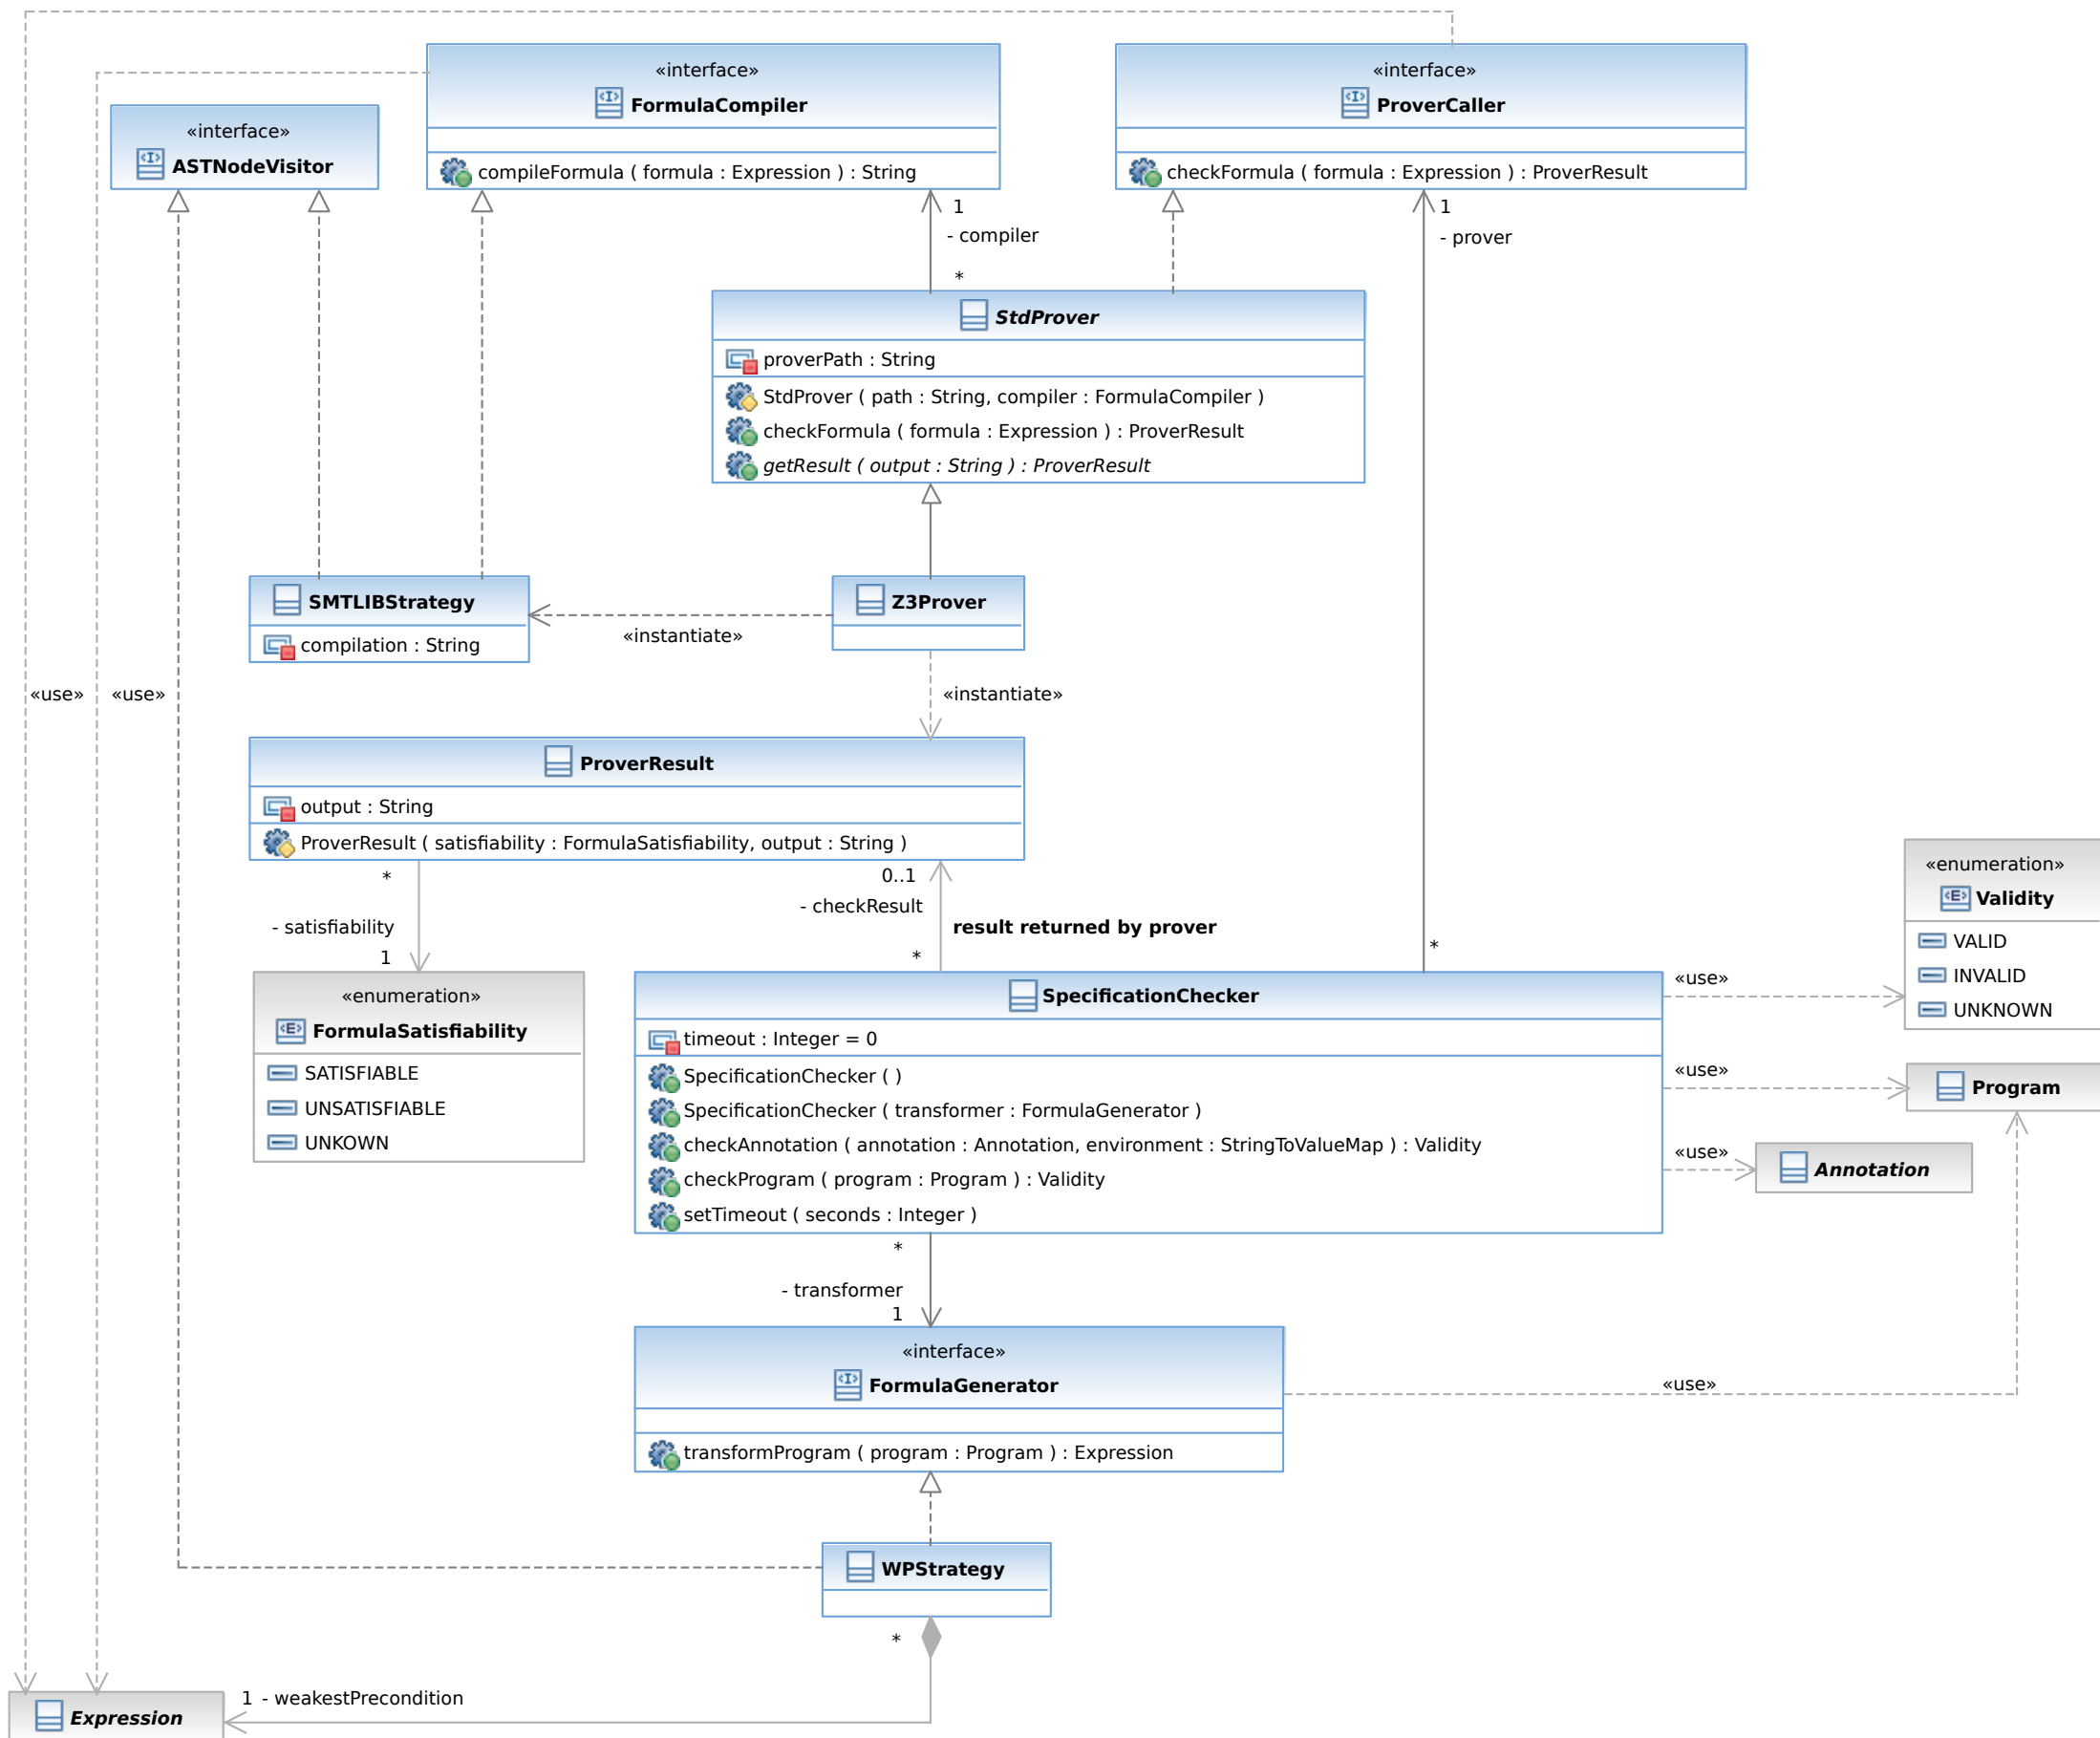 «interface»
FormulaCompiler
compileFormula ( formula : Expression ) : String
«interface»
ProverCaller
checkFormula ( formula : Expression ) : ProverResult
«interface»
ASTNodeVisitor
1
- compiler
*
1
- prover
StdProver
proverPath : String
StdProver ( path : String, compiler : FormulaCompiler )
checkFormula ( formula : Expression ) : ProverResult
getResult ( output : String ) : ProverResult
SMTLIBStrategy
compilation : String
«instantiate»
Z3Prover
«use»
«use»
«instantiate»
ProverResult
output : String
ProverResult ( satisfiability : FormulaSatisfiability, output : String )
*
- satisfiability
1
0..1
- checkResult
*
result returned by prover
*
«enumeration»
Validity
VALID
INVALID
UNKNOWN
«enumeration»
FormulaSatisfiability
SATISFIABLE
UNSATISFIABLE
UNKOWN
SpecificationChecker
timeout : Integer = 0
SpecificationChecker ( )
SpecificationChecker ( transformer : FormulaGenerator )
checkAnnotation ( annotation : Annotation, environment : StringToValueMap ) : Validity
checkProgram ( program : Program ) : Validity
setTimeout ( seconds : Integer )
«use»
«use»
Program
«use»
Annotation
*
- transformer
1
«interface»
FormulaGenerator
transformProgram ( program : Program ) : Expression
«use»
WPStrategy
*
1 - weakestPrecondition
Expression